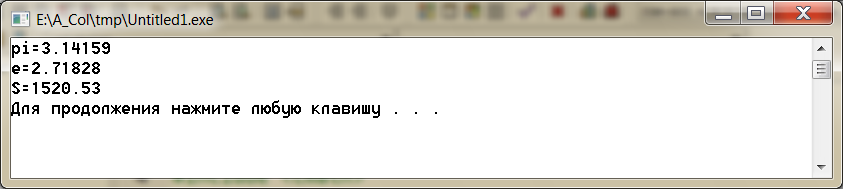 E:\A_Col\tmp\Untitled1.exe
pi=3.14159
e=2.71828
S=1520.53
Для продолжения нажмите любую клавишу . . .